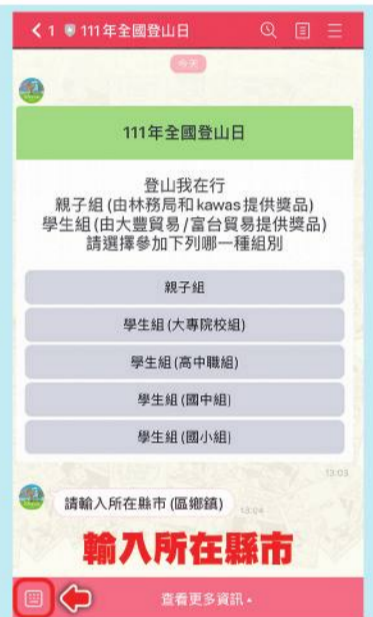 1 111年全國登山日
今天
111年全國登山日
登山我在行
親子組(由林務局和kawas提供獎品)
學生組(由大豐貿易/富台貿易提供獎品)
請選擇參加下列哪一種組別
親子組
學生組(大專院校組)
學生組(高中職組)
學生組(國中組)
學生組(國小組)
13:03
請輸入所在縣市(區鄉鎮)
13:04
輸入所在縣市
查看更多資訊